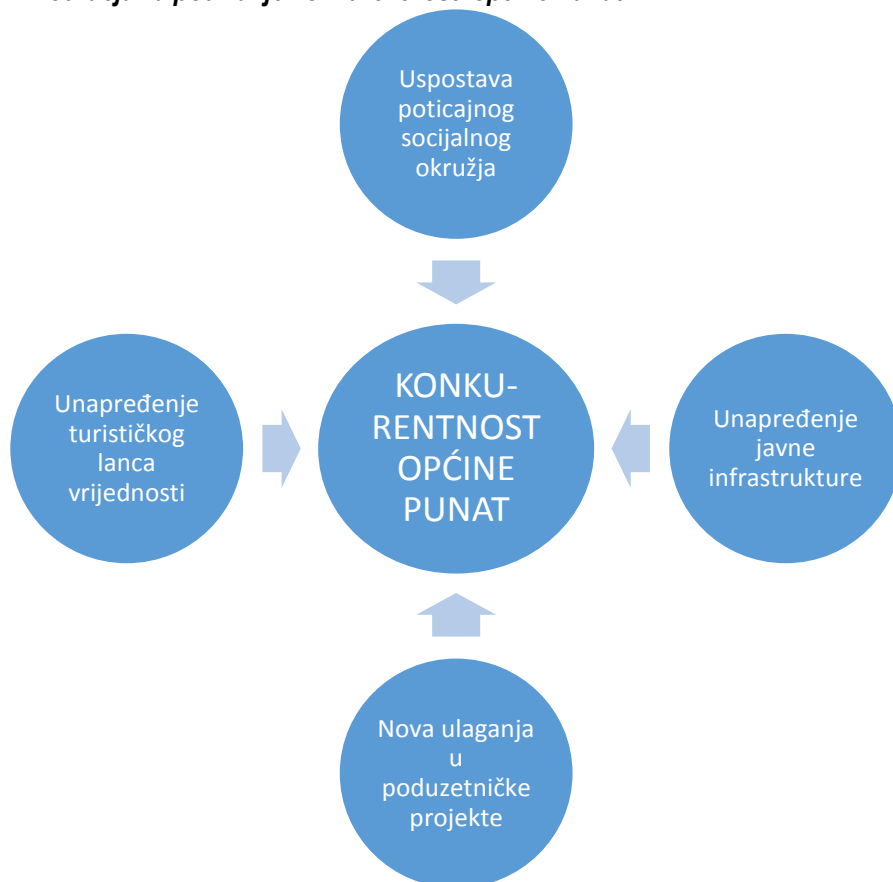 Uspostava
poticajnog
socijalnog
okružja
Unapređenje
turističkog
lanca
vrijednosti
KONKU-
RENTNOST
OPĆINE
PUNAT
Unapređenje
javne
infrastrukture
Nova ulaganja
u
poduzetničke
projekte